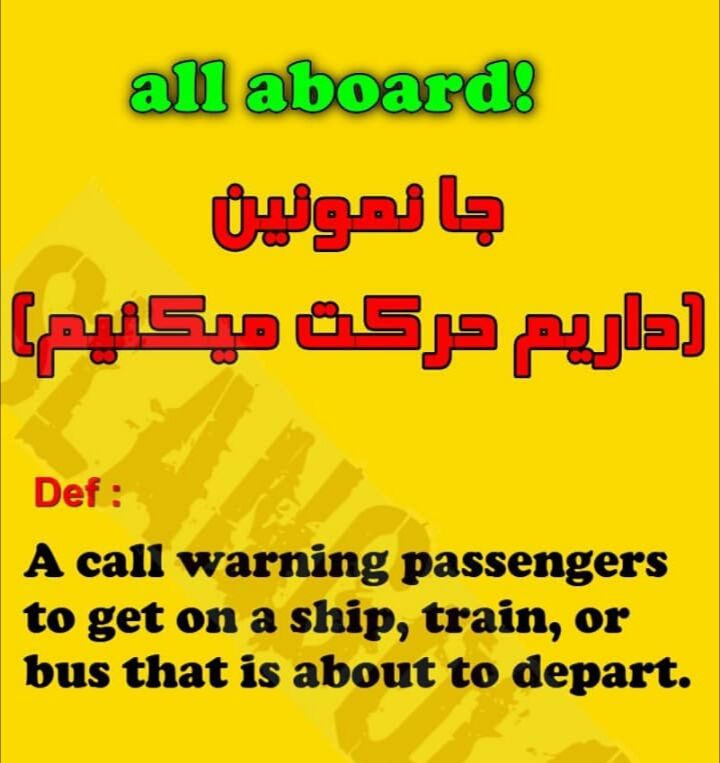 all aboard!
جا نمونین
(داریم حرکت میکنیم)
Def :
A call warning passengers
to get on a ship, train, or
bus that is about to depart.